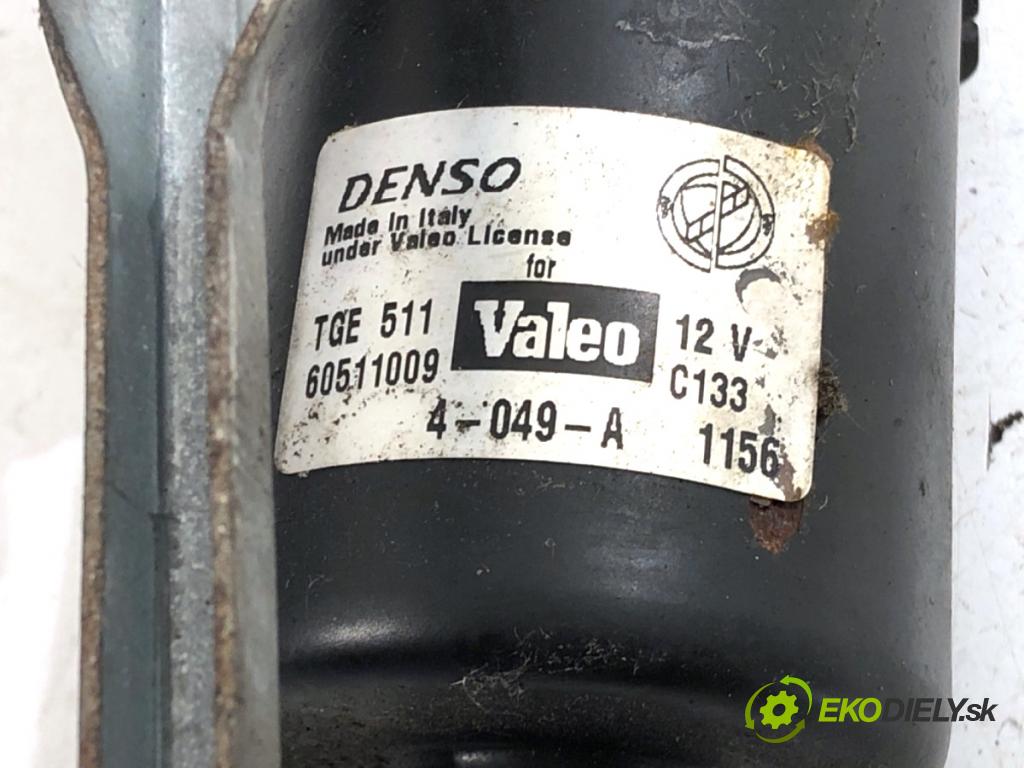 DENSO
Made in Italy
under Valeo License
for
TGE 511 Valeo 12 V
60511009 C133
4-049-A 1156
EKODIELY.sk